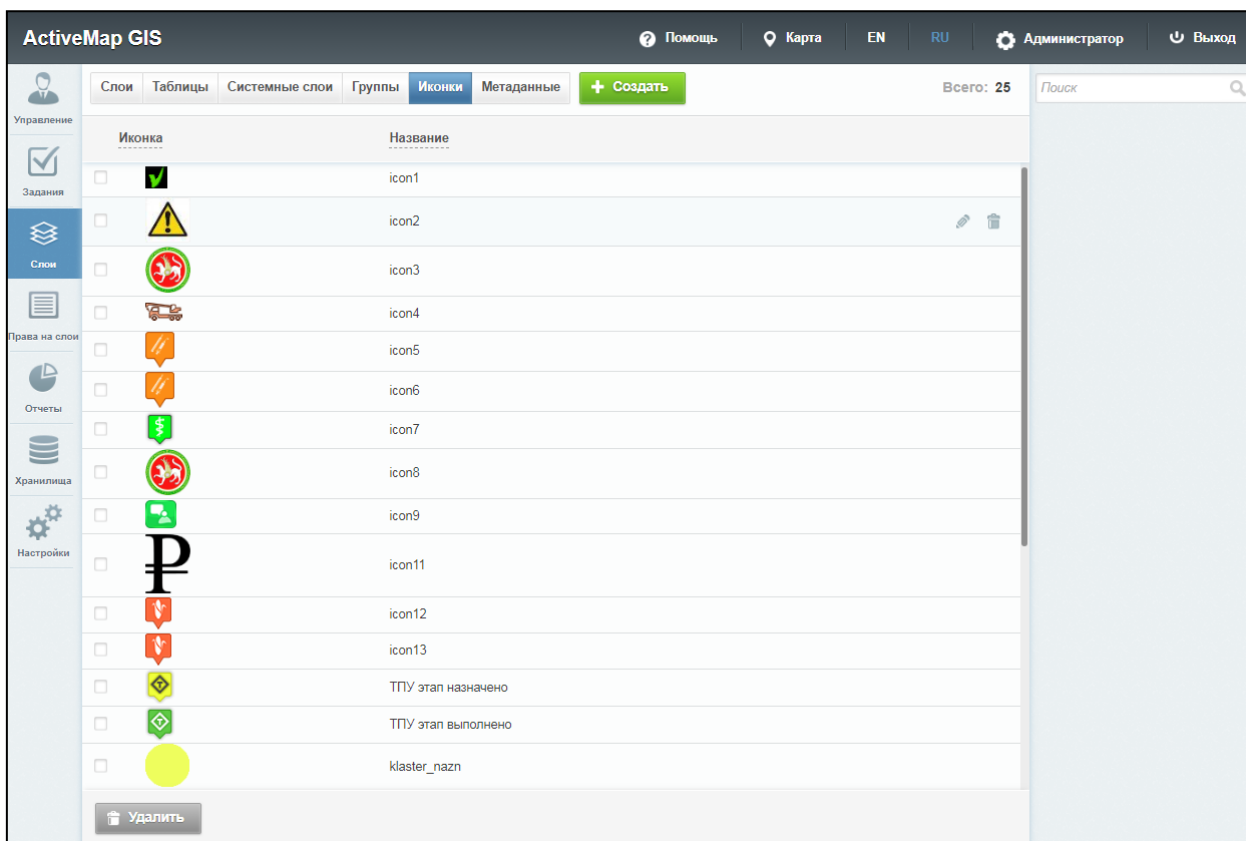 ActiveMap GIS
Помощь
Карта
EN
RU
Администратор
Выход
Управление
Задания
Слои
Права на слои
Отчеты
Хранилища
Настройки
Слои Таблицы Системные слои Группы Иконки Метаданные + Создать
Всего: 25
Поиск
Иконка Название
icon1
icon2
icon3
icon4
icon5
icon6
icon7
icon8
icon9
icon11
icon12
icon13
ТПУ этап назначено
ТПУ этап выполнено
klaster_nazn
Удалить